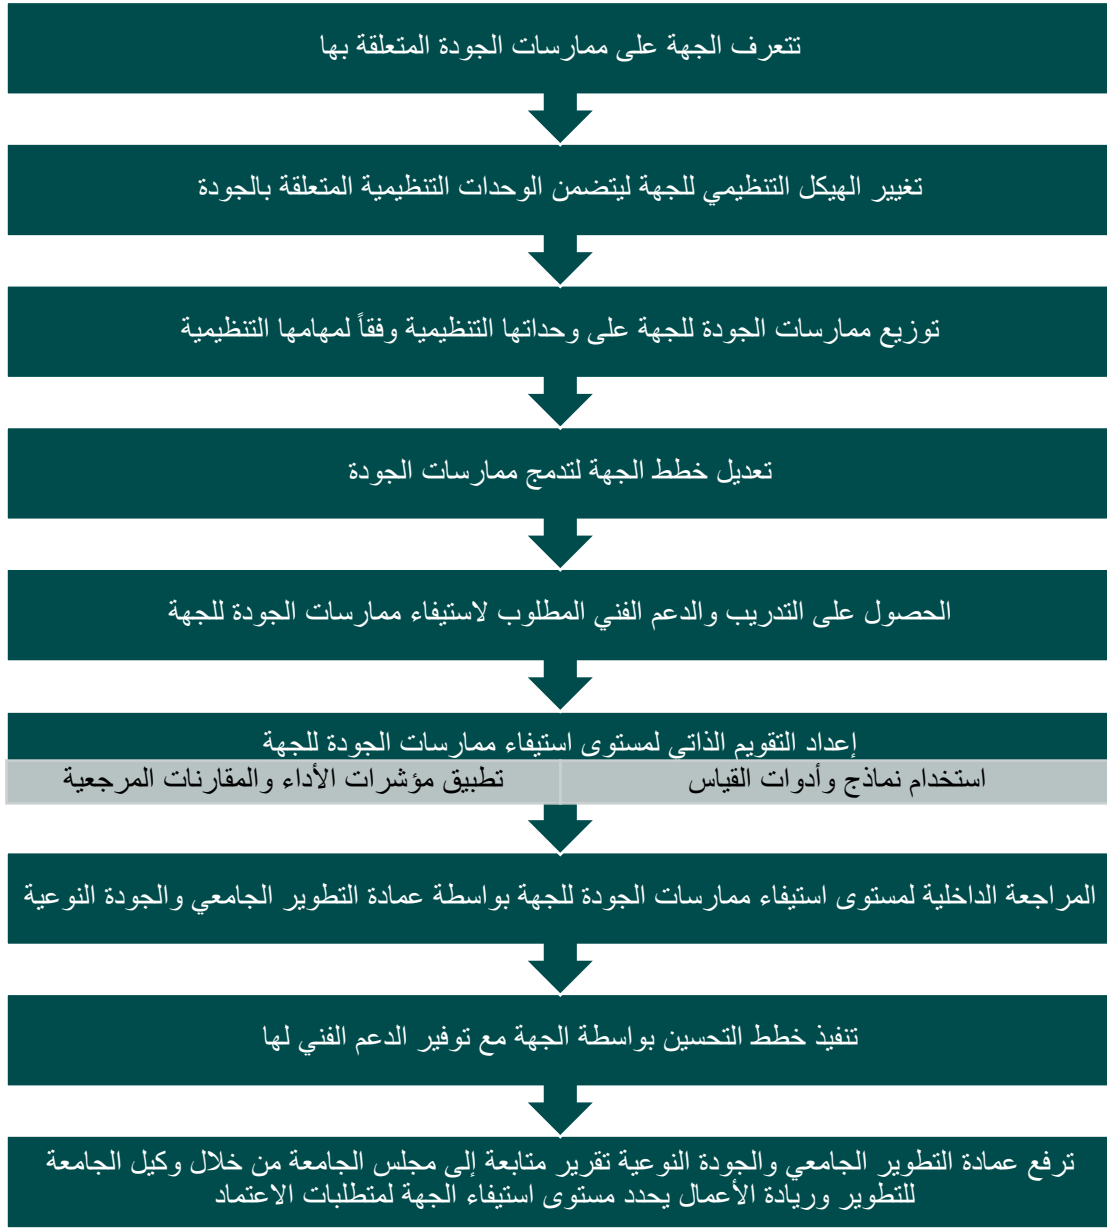 تتعرف الجهة على ممارسات الجودة المتعلقة بها
تغيير الهيكل التنظيمي للجهة ليتضمن الوحدات التنظيمية المتعلقة بالجودة
توزيع ممارسات الجودة للجهة على وحداتها التنظيمية وفقاً لمهامها التنظيمية
تعديل خطط الجهة لتدمج ممارسات الجودة
الحصول على التدريب والدعم الفني المطلوب لاستيفاء ممارسات الجودة للجهة
إعداد التقويم الذاتي لمستوى استيفاء ممارسات الجودة للجهة
استخدام نماذج وأدوات القياس
تطبيق مؤشرات الأداء والمقارنات المرجعية
المراجعة الداخلية لمستوى استيفاء ممارسات الجودة للجهة بواسطة عمادة التطوير الجامعي والجودة النوعية
تنفيذ خطط التحسين بواسطة الجهة مع توفير الدعم الفني لها
ترفع عمادة التطوير الجامعي والجودة النوعية تقرير متابعة إلى مجلس الجامعة من خلال وكيل الجامعة
للتطوير وريادة الأعمال يحدد مستوى استيفاء الجهة لمتطلبات الاعتماد